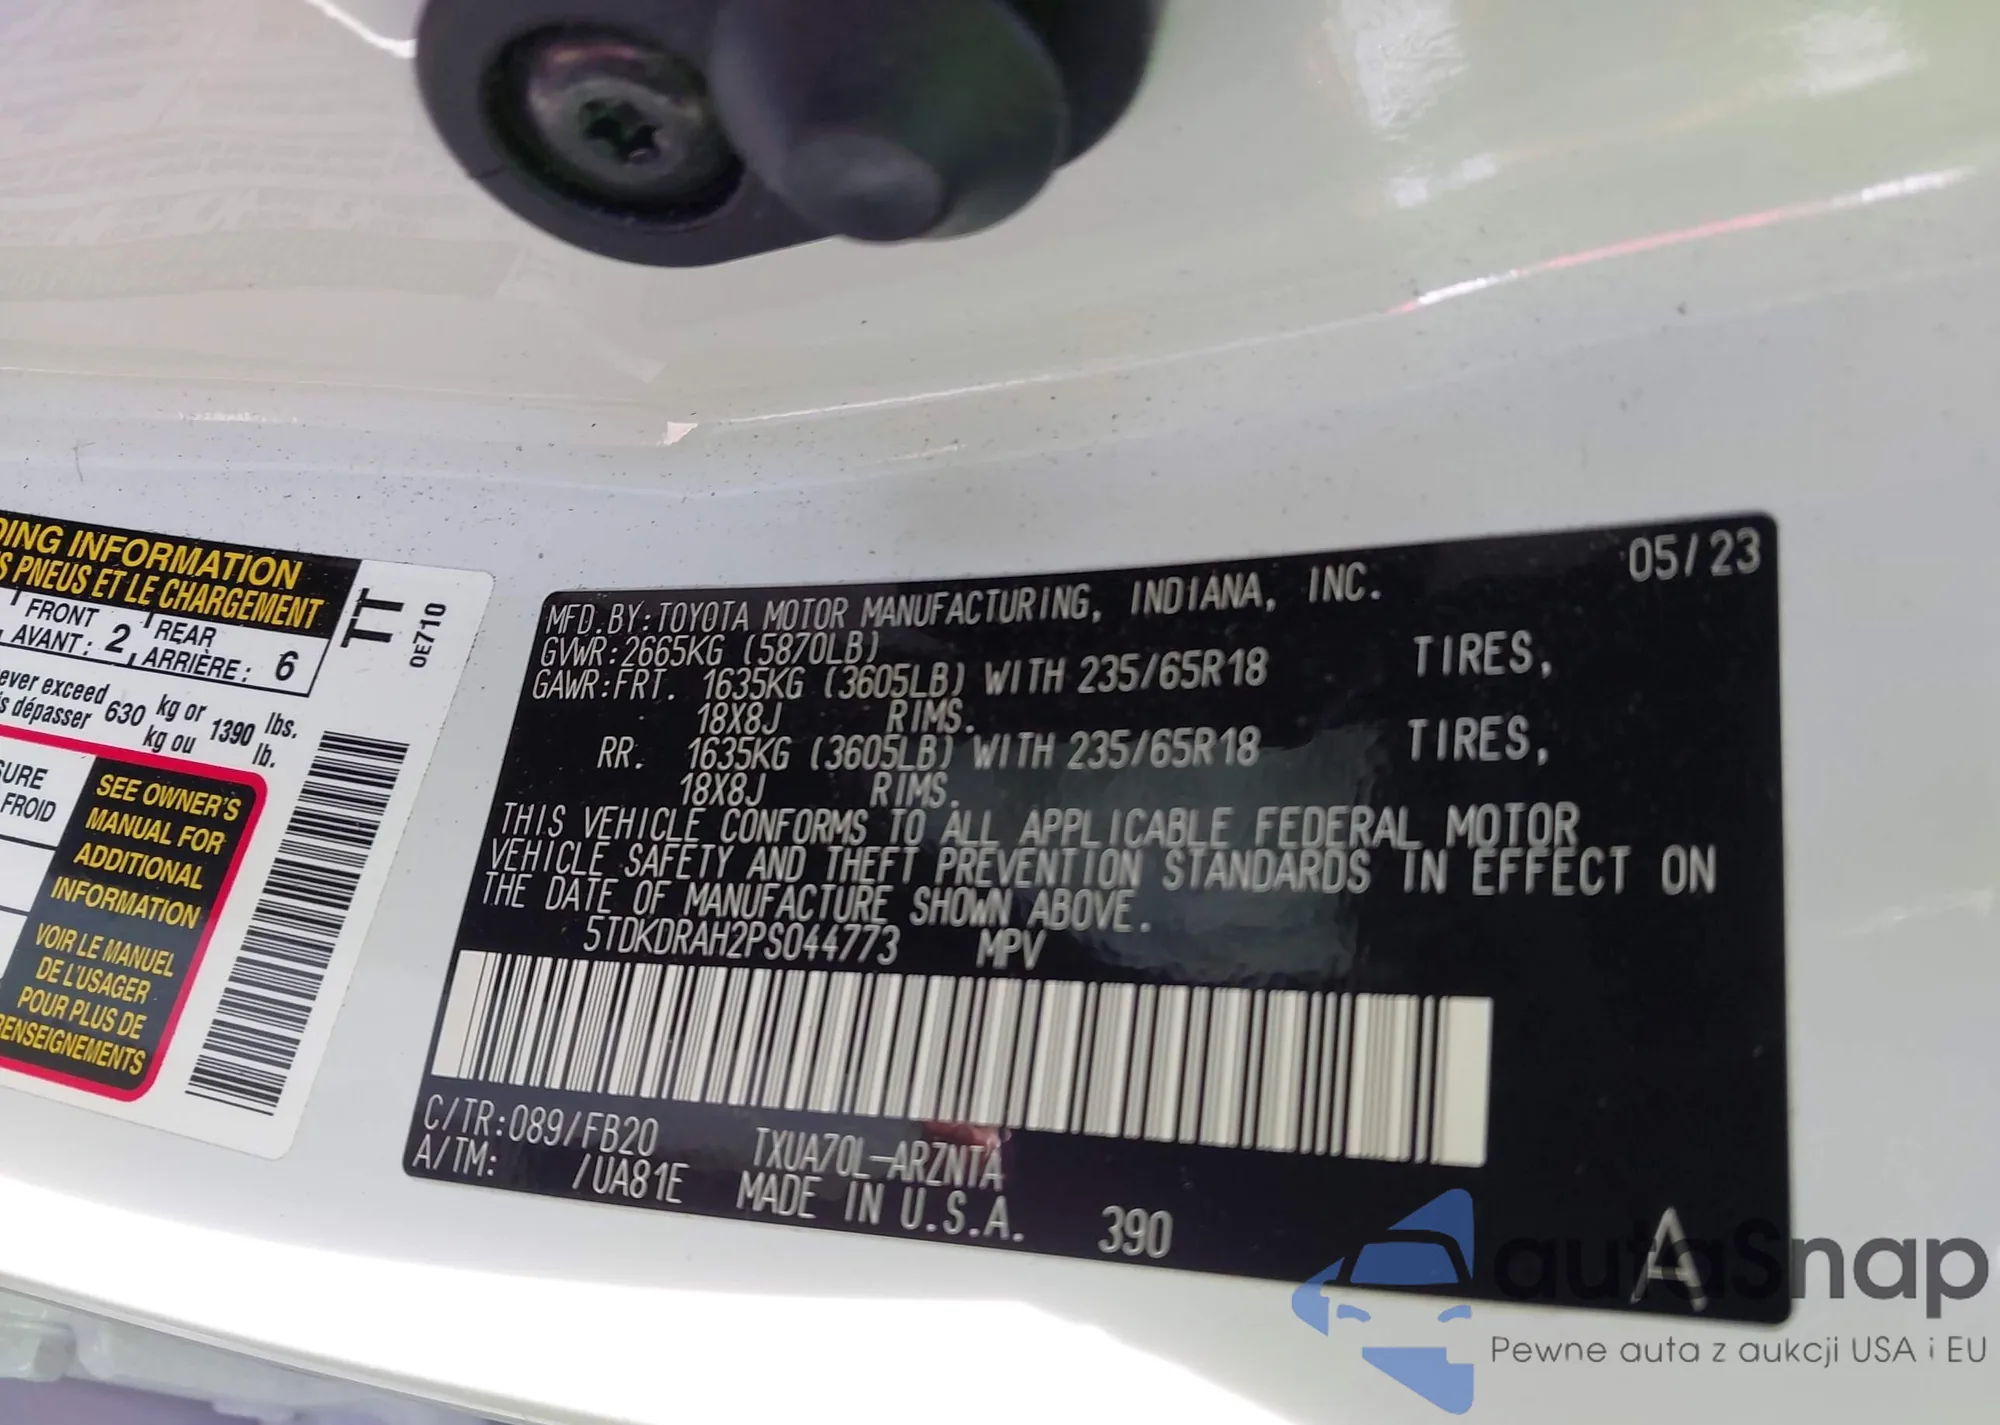 DING INFORMATION
S PNEUS ET LE CHARGEMENT
FRONT
AVANT : 2
REAR
ARRIÈRE : 6
ever exceed
s dépasser 630 kg or 1390 lbs.
kg ou lb.
SURE
FROID
SEE OWNER'S
MANUAL FOR
ADDITIONAL
INFORMATION
VOIR LE MANUEL
DE L'USAGER
POUR PLUS DE
RENSEIGNEMENTS
TT
0E710
05/23
MFD.BY:TOYOTA MOTOR MANUFACTURING, INDIANA, INC.
GVWR:2665KG (5870LB)
GAWR:FRT. 1635KG (3605LB) WITH 235/65R18 TIRES,
18X8J RIMS.
RR. 1635KG (3605LB) WITH 235/65R18 TIRES,
18X8J RIMS.
THIS VEHICLE CONFORMS TO ALL APPLICABLE FEDERAL MOTOR
VEHICLE SAFETY AND THEFT PREVENTION STANDARDS IN EFFECT ON
THE DATE OF MANUFACTURE SHOWN ABOVE.
5TDKDRAH2PS044773 MPV
C/TR:089/FB20 TXUA70L-ARZNTA
A/TM: /UA81E MADE IN U.S.A. 390
A
autaSnap
Pewne auta z aukcji USA i EU